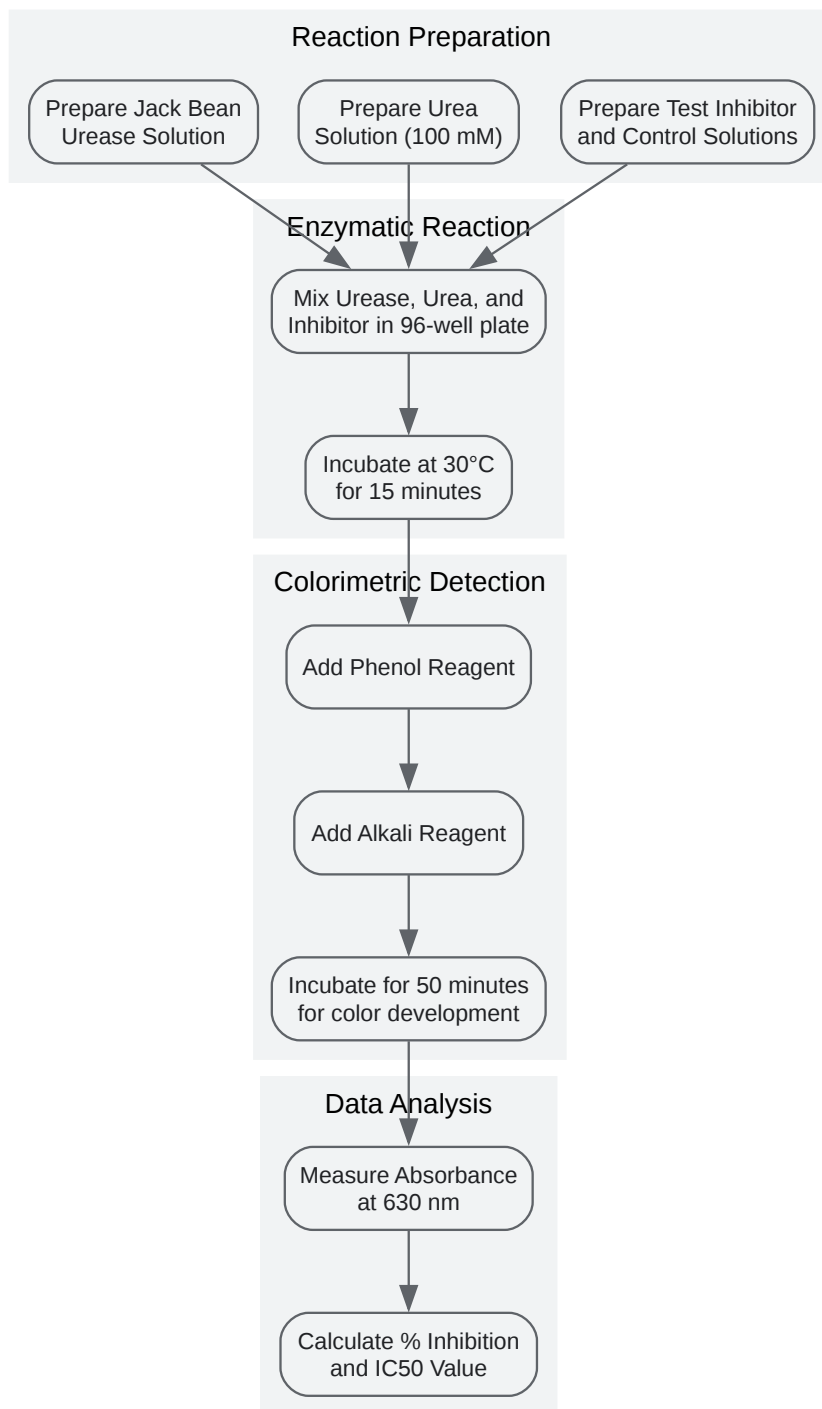 Reaction Preparation
Prepare Jack Bean
Urease Solution
Prepare Urea
Solution (100 mM)
Prepare Test Inhibitor
and Control Solutions
Enzymatic Reaction
Mix Urease, Urea, and
Inhibitor in 96-well plate
Incubate at 30°C
for 15 minutes
Colorimetric Detection
Add Phenol Reagent
Add Alkali Reagent
Incubate for 50 minutes
for color development
Data Analysis
Measure Absorbance
at 630 nm
Calculate % Inhibition
and IC50 Value